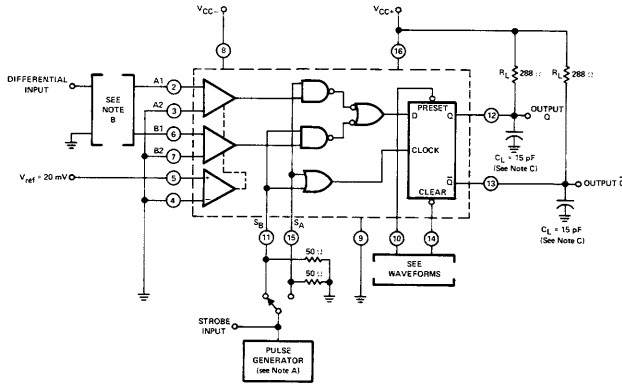 VCC−
VCC+
8
16
RL
288 Ω
RL
288 Ω
DIFFERENTIAL
INPUT
SEE
NOTE
B
A1
2
A2
3
B1
6
B2
7
Vref = 20 mV
5
+
4
−
PRESET
D
Q
CLOCK
Q
CLEAR
12
OUTPUT
Q
CL = 15 pF
(See Note C)
13
OUTPUT Q
CL = 15 pF
(See Note C)
SB
SA
11
15
9
10
14
50 Ω
50 Ω
SEE
WAVEFORMS
STROBE
INPUT
PULSE
GENERATOR
(see Note A)